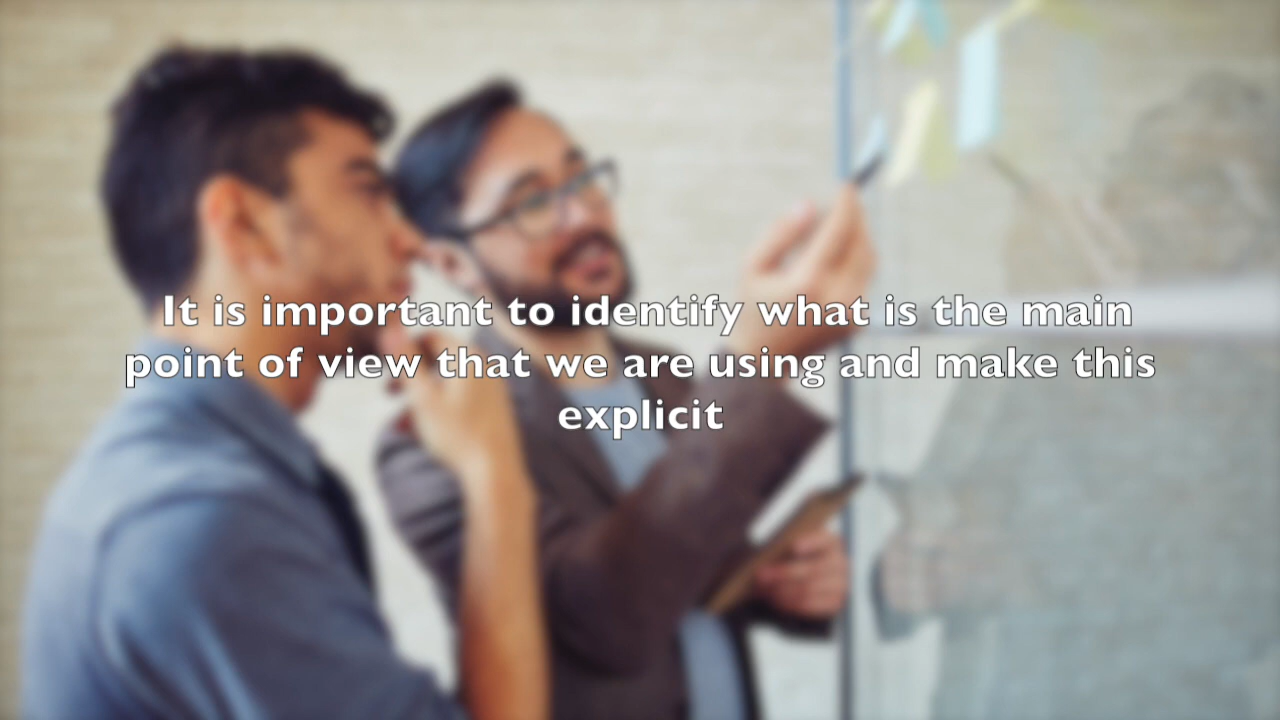 It is important to identify what is the main
point of view that we are using and make this
explicit